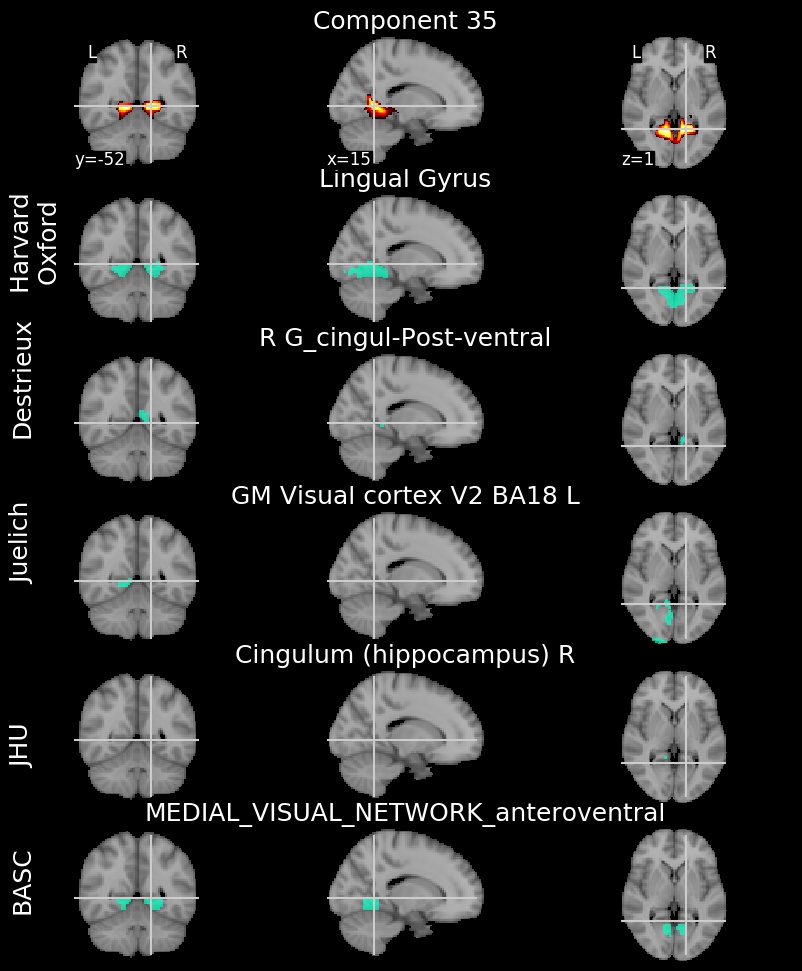 Component 35
L R L R
y=-52 x=15 z=1
Lingual Gyrus
Harvard
Oxford
R G_cingul-Post-ventral
Destrieux
GM Visual cortex V2 BA18 L
Juelich
Cingulum (hippocampus) R
JHU
MEDIAL_VISUAL_NETWORK_anteroventral
BASC